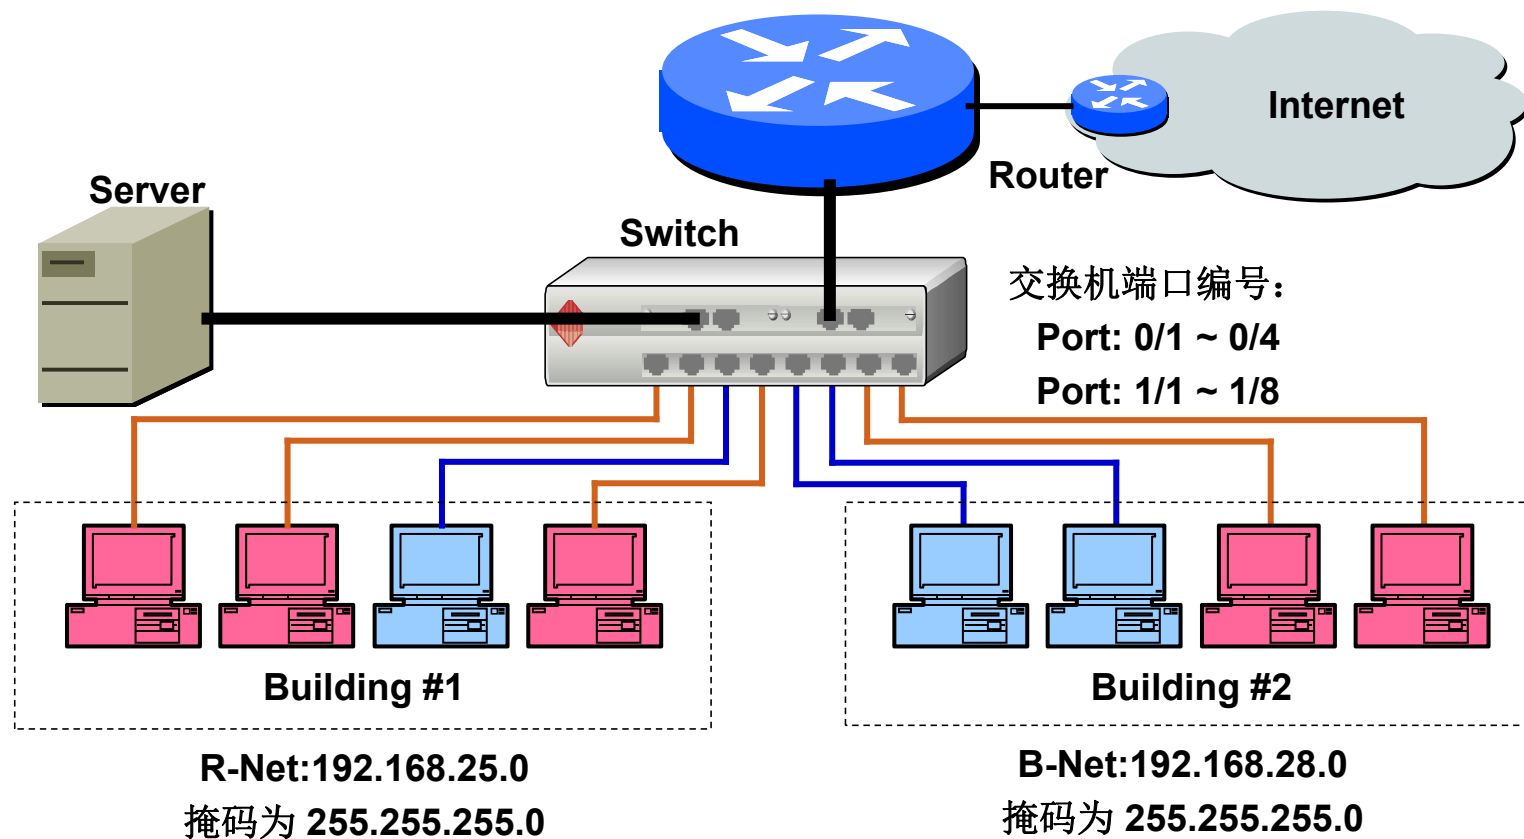 Internet
Router
Server
Switch
交换机端口编号：
Port: 0/1 ~ 0/4
Port: 1/1 ~ 1/8
Building #1
Building #2
R-Net:192.168.25.0
掩码为 255.255.255.0
B-Net:192.168.28.0
掩码为 255.255.255.0